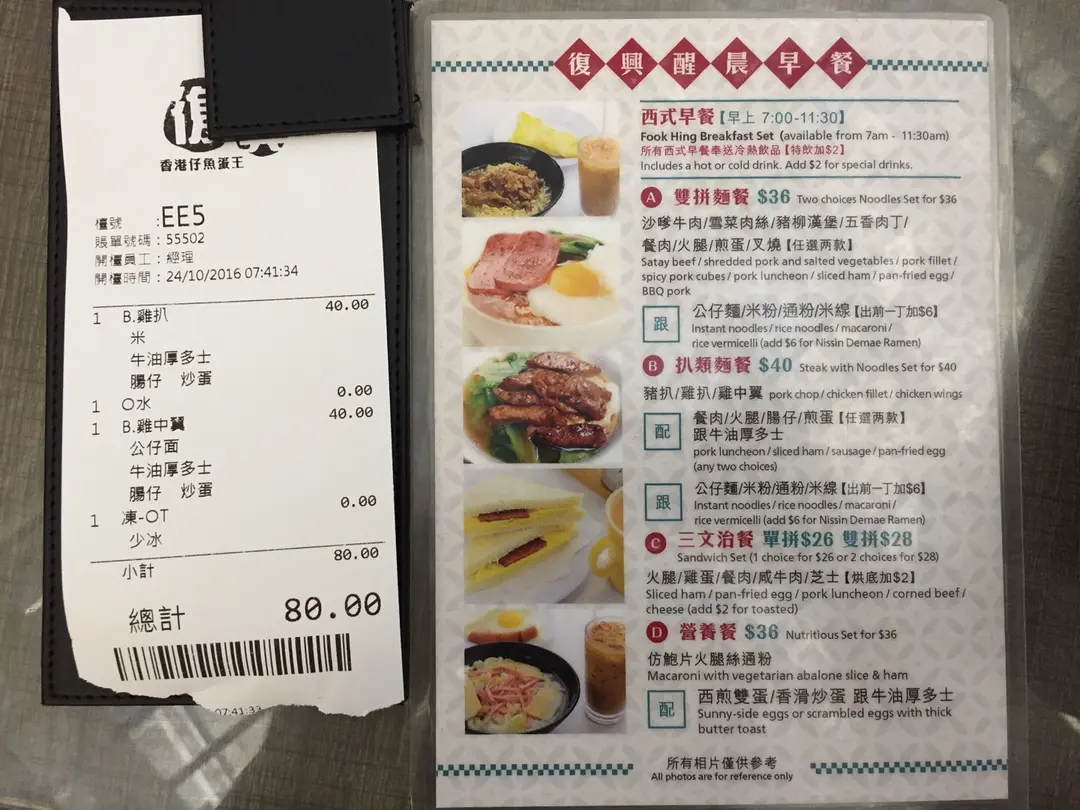 香港仔魚蛋王
檯號 :EE5
賬單號碼:55502
開檯員工:經理
開檯時間:24/10/2016 07:41:34
1 B.雞扒 40.00
米
牛油厚多士
腸仔 炒蛋
1 O水 0.00
1 B.雞中翼 40.00
公仔面
牛油厚多士
腸仔 炒蛋
1 凍-OT 0.00
少冰
小計 80.00
總計 80.00
07:41:33
復興醒晨早餐
西式早餐【早上 7:00-11:30】
Fook Hing Breakfast Set (available from 7am - 11:30am)
所有西式早餐奉送冷熱飲品【特飲加$2】
Includes a hot or cold drink. Add $2 for special drinks.
A 雙拼麵餐 $36 Two choices Noodles Set for $36
沙嗲牛肉/雪菜肉絲/豬柳漢堡/五香肉丁/
餐肉/火腿/煎蛋/叉燒【任選两款】
Satay beef / shredded pork and salted vegetables / pork fillet /
spicy pork cubes / pork luncheon / sliced ham / pan-fried egg /
BBQ pork
跟 公仔麵/米粉/通粉/米線【出前一丁加$6】
Instant noodles / rice noodles / macaroni /
rice vermicelli (add $6 for Nissin Demae Ramen)
B 扒類麵餐 $40 Steak with Noodles Set for $40
豬扒/雞扒/雞中翼 pork chop / chicken fillet / chicken wings
配 餐肉/火腿/腸仔/煎蛋【任選两款】
跟牛油厚多士
pork luncheon / sliced ham / sausage / pan-fried egg
(any two choices)
跟 公仔麵/米粉/通粉/米線【出前一丁加$6】
Instant noodles / rice noodles / macaroni /
rice vermicelli (add $6 for Nissin Demae Ramen)
C 三文治餐 單拼$26 雙拼$28
Sandwich Set (1 choice for $26 or 2 choices for $28)
火腿/雞蛋/餐肉/咸牛肉/芝士【烘底加$2】
Sliced ham / pan-fried egg / pork luncheon / corned beef /
cheese (add $2 for toasted)
D 營養餐 $36 Nutritious Set for $36
仿鮑片火腿絲通粉
Macaroni with vegetarian abalone slice & ham
配 西煎雙蛋/香滑炒蛋 跟牛油厚多士
Sunny-side eggs or scrambled eggs with thick
butter toast
所有相片僅供參考
All photos are for reference only